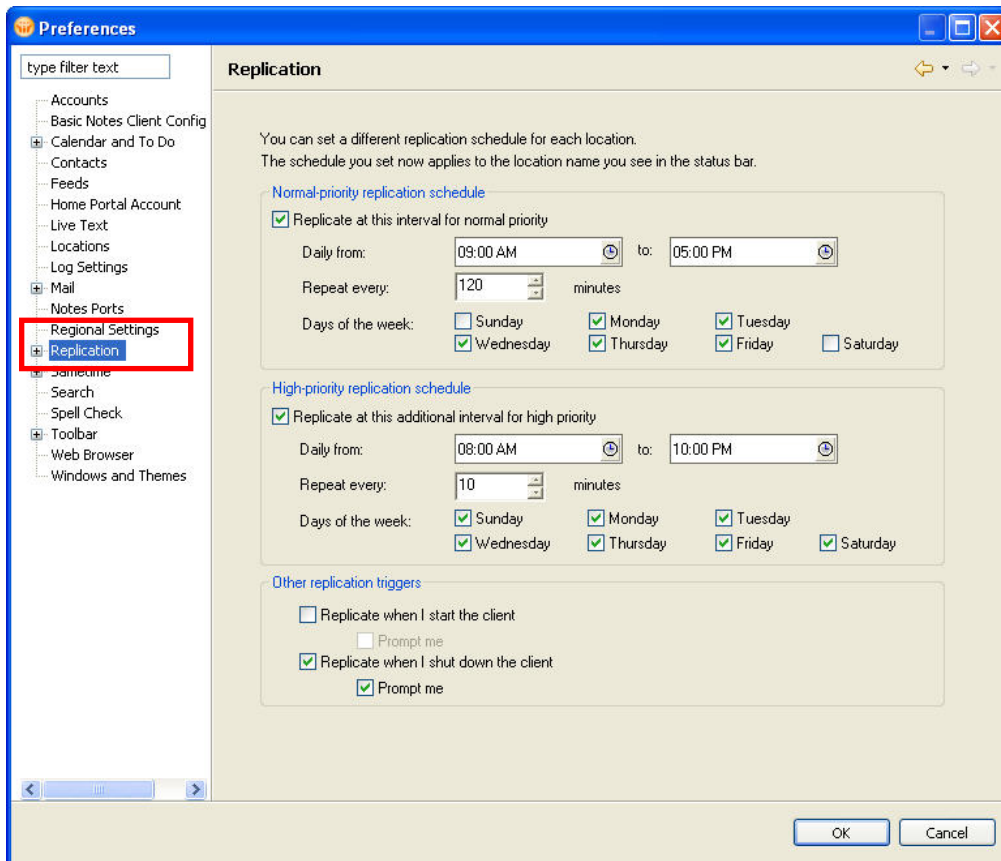 Preferences
type filter text
Replication
Accounts
Basic Notes Client Config
Calendar and To Do
Contacts
Feeds
Home Portal Account
Live Text
Locations
Log Settings
Mail
Notes Ports
Regional Settings
Replication
Sametime
Search
Spell Check
Toolbar
Web Browser
Windows and Themes
You can set a different replication schedule for each location.
The schedule you set now applies to the location name you see in the status bar.
Normal-priority replication schedule
Replicate at this interval for normal priority
Daily from: 09:00 AM to: 05:00 PM
Repeat every: 120 minutes
Days of the week: Sunday Monday Tuesday
Wednesday Thursday Friday Saturday
High-priority replication schedule
Replicate at this additional interval for high priority
Daily from: 08:00 AM to: 10:00 PM
Repeat every: 10 minutes
Days of the week: Sunday Monday Tuesday
Wednesday Thursday Friday Saturday
Other replication triggers
Replicate when I start the client
Prompt me
Replicate when I shut down the client
Prompt me
OK Cancel